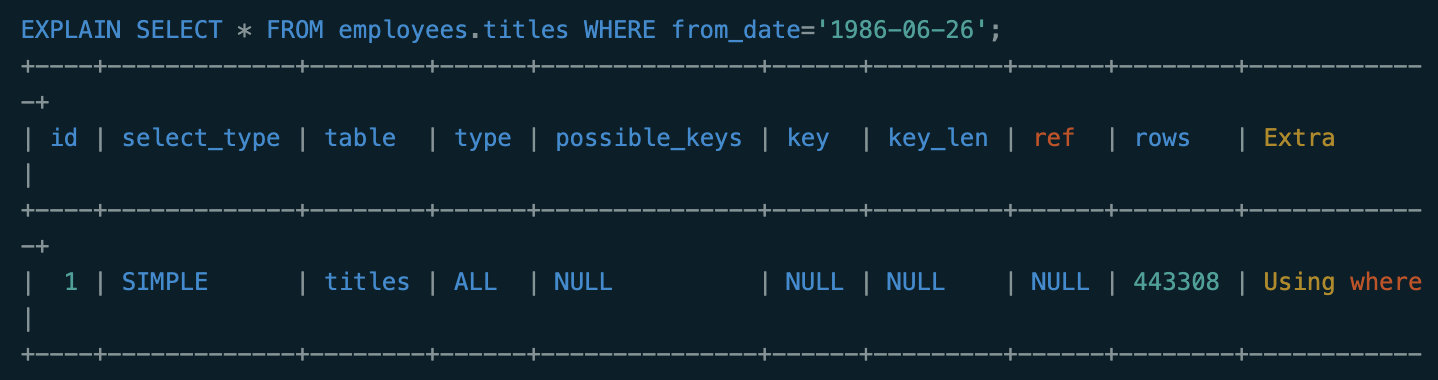 EXPLAIN SELECT * FROM employees.titles WHERE from_date='1986-06-26';
+----+-------------+--------+------+---------------+------+---------+------+--------+------------
-+
| id | select_type | table  | type | possible_keys | key  | key_len | ref  | rows   | Extra
|
+----+-------------+--------+------+---------------+------+---------+------+--------+------------
-+
|  1 | SIMPLE      | titles | ALL  | NULL          | NULL | NULL    | NULL | 443308 | Using where
|
+----+-------------+--------+------+---------------+------+---------+------+--------+------------